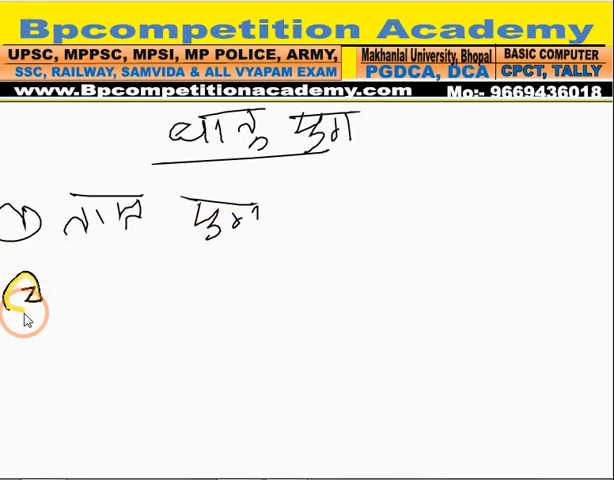 Bpcompetition Academy
UPSC, MPPSC, MPSI, MP POLICE, ARMY,
SSC, RAILWAY, SAMVIDA & ALL VYAPAM EXAM
Makhanlal University, Bhopal
PGDCA, DCA
BASIC COMPUTER
CPCT, TALLY
www.Bpcompetitionacademy.com Mo:- 9669436018
धातु युग
① ताम्र युग
②